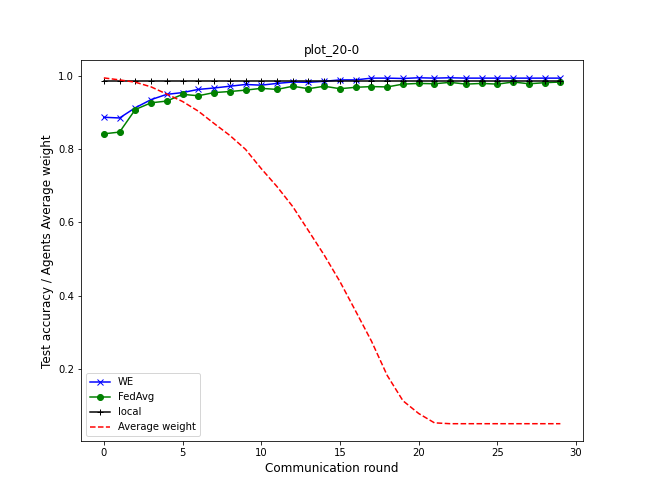 plot_20-0
Test accuracy / Agents Average weight
1.0
0.8
0.6
0.4
0.2
WE
FedAvg
local
Average weight
0 5 10 15 20 25 30
Communication round